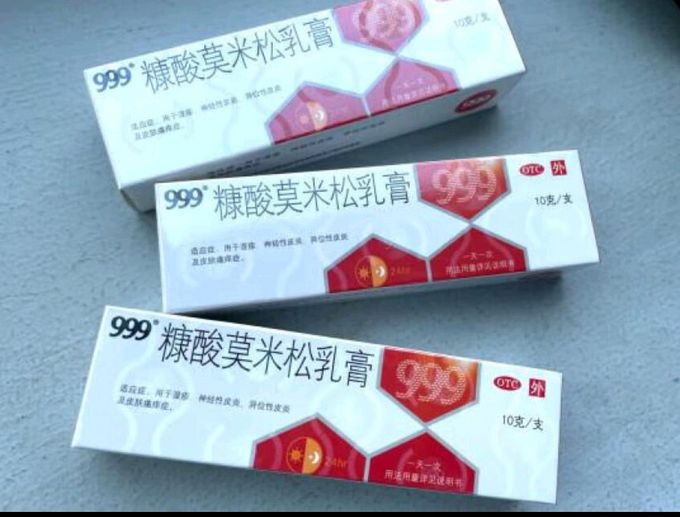 999® 糠酸莫米松乳膏
10克/支
适应症、用于湿疹、神经性皮炎、异位性皮炎
及皮肤瘙痒症。
999
一天一次
999® 糠酸莫米松乳膏
999
OTC 外
10克/支
适应症、用于湿疹、神经性皮炎、异位性皮炎
及皮肤瘙痒症。
24hr
一天一次
用法用量详见说明书
999® 糠酸莫米松乳膏
999
OTC 外
10克/支
适应症、用于湿疹、神经性皮炎、异位性皮炎
及皮肤瘙痒症。
24hr
一天一次
用法用量详见说明书